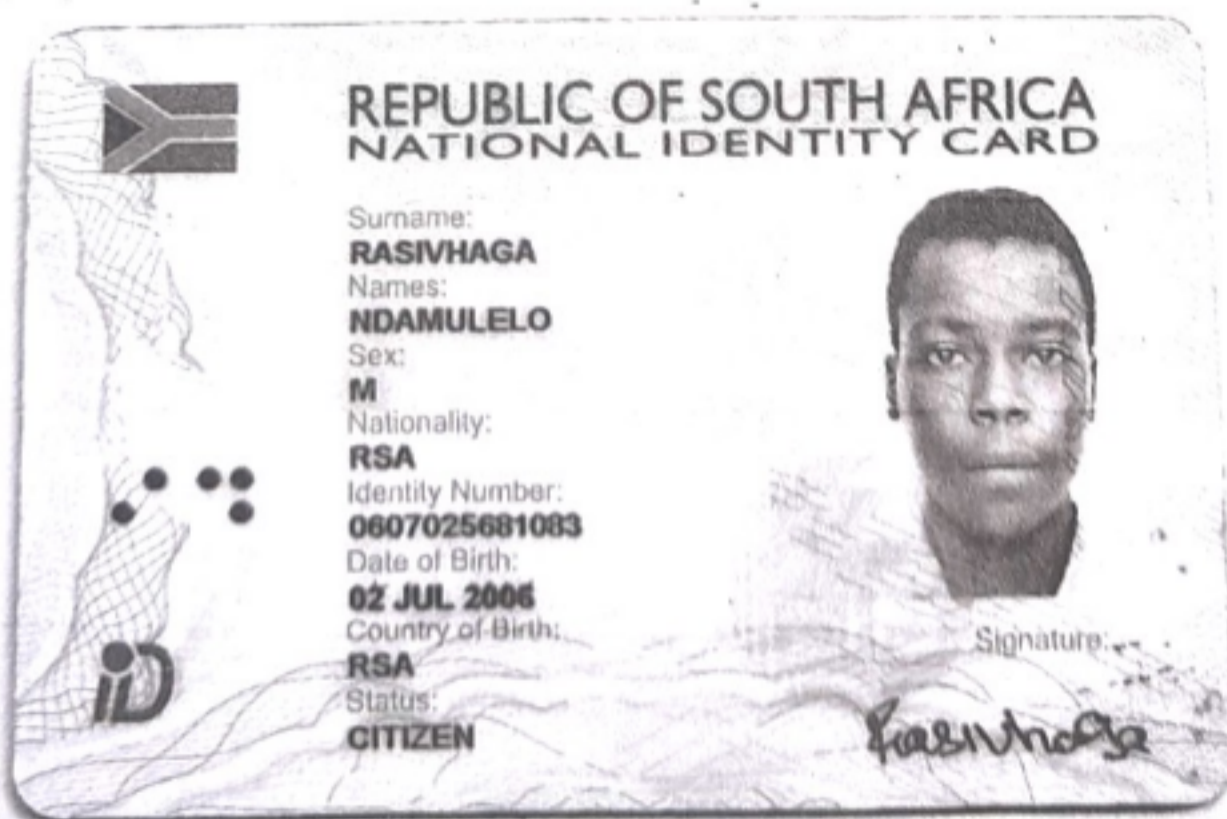 REPUBLIC OF SOUTH AFRICA
NATIONAL IDENTITY CARD
Surname:
RASIVHAGA
Names:
NDAMULELO
Sex:
M
Nationality:
RSA
Identity Number:
0607025681083
Date of Birth:
02 JUL 2006
Country of Birth:
RSA
Status:
CITIZEN
Signature:
Rasivhaga
iD